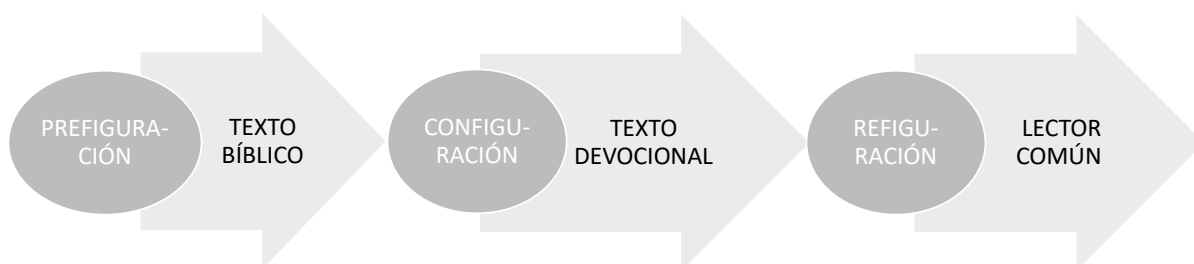 PREFIGURA-
CIÓN
TEXTO
BÍBLICO
CONFIGU-
RACIÓN
TEXTO
DEVOCIONAL
REFIGU-
RACIÓN
LECTOR
COMÚN